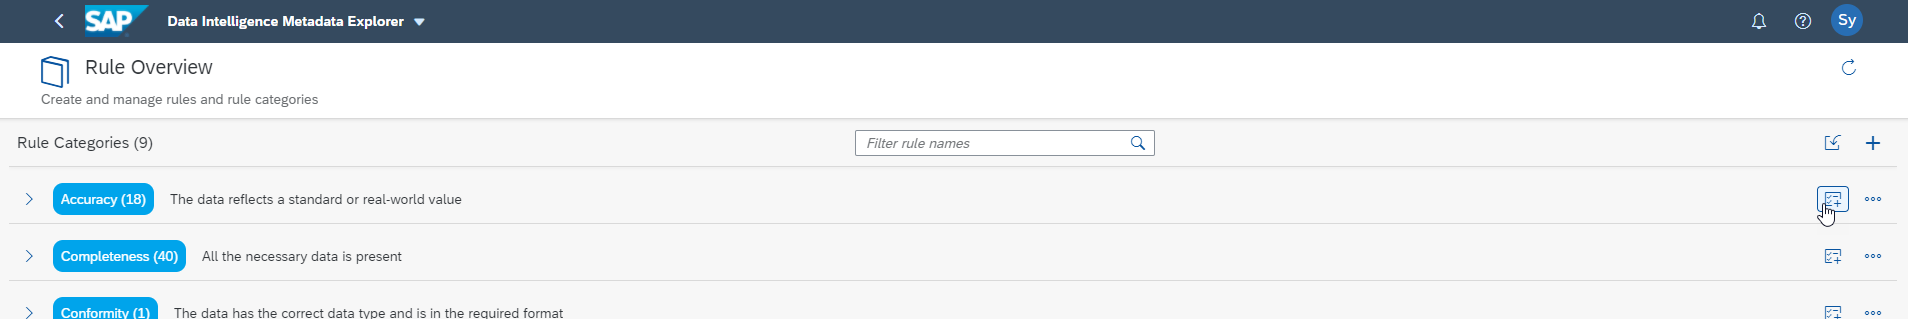 SAP Data Intelligence Metadata Explorer Sy
Rule Overview
Create and manage rules and rule categories
Rule Categories (9) Filter rule names
Accuracy (18) The data reflects a standard or real-world value
Completeness (40) All the necessary data is present
Conformity (1) The data has the correct data type and is in the required format